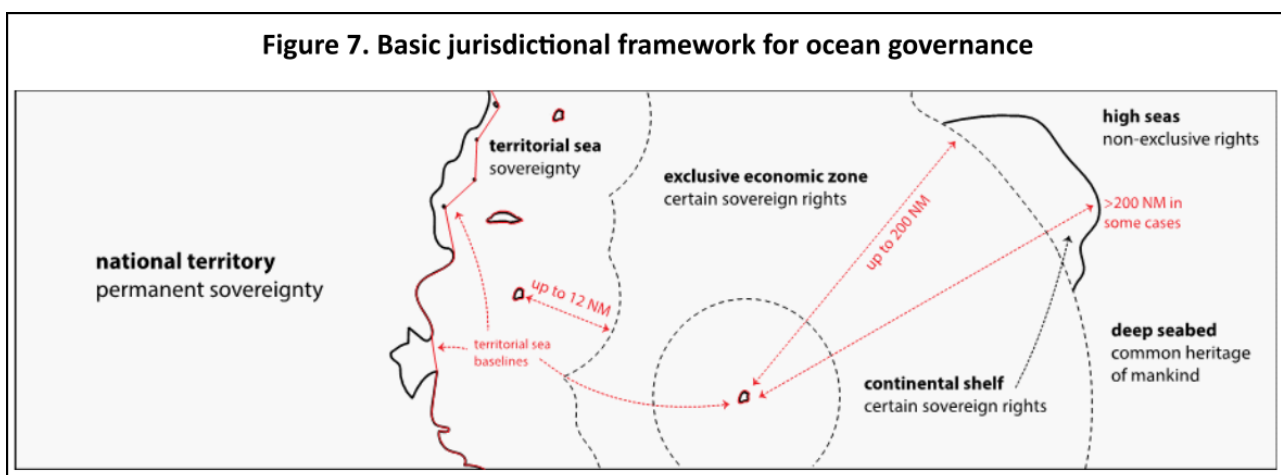 Figure 7. Basic jurisdictional framework for ocean governance
national territory
permanent sovereignty
territorial sea
sovereignty
up to 12 NM
territorial sea
baselines
exclusive economic zone
certain sovereign rights
up to 200 NM
continental shelf
certain sovereign rights
high seas
non-exclusive rights
>200 NM in
some cases
deep seabed
common heritage
of mankind